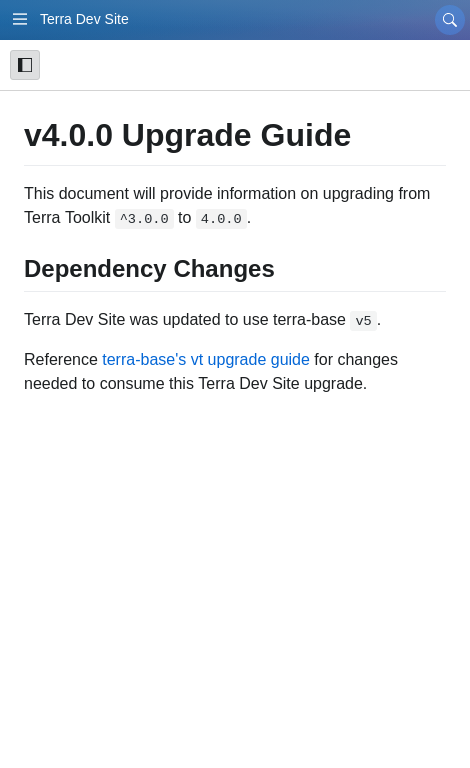 Terra Dev Site
v4.0.0 Upgrade Guide
This document will provide information on upgrading from
Terra Toolkit ^3.0.0 to 4.0.0.
Dependency Changes
Terra Dev Site was updated to use terra-base v5.
Reference terra-base's vt upgrade guide for changes
needed to consume this Terra Dev Site upgrade.